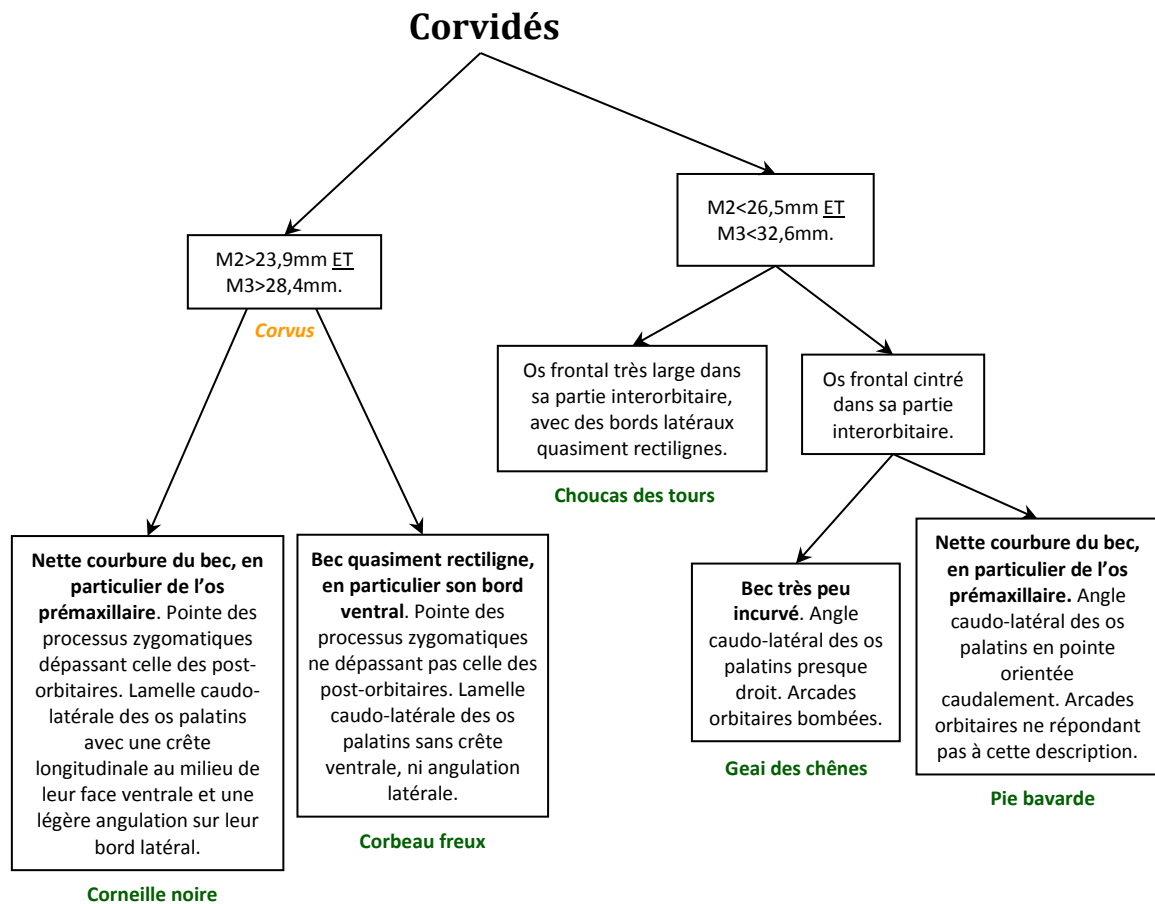 Corvidés
M2>23,9mm ET
M3>28,4mm.
Corvus
M2<26,5mm ET
M3<32,6mm.
Os frontal très large dans
sa partie interorbitaire,
avec des bords latéraux
quasiment rectilignes.
Choucas des tours
Os frontal cintré
dans sa partie
interorbitaire.
Nette courbure du bec, en
particulier de l’os
prémaxillaire. Pointe des
processus zygomatiques
dépassant celle des post-
orbitaires. Lamelle caudo-
latérale des os palatins
avec une crête
longitudinale au milieu de
leur face ventrale et une
légère angulation sur leur
bord latéral.
Corneille noire
Bec quasiment rectiligne,
en particulier son bord
ventral. Pointe des
processus zygomatiques
ne dépassant pas celle des
post-orbitaires. Lamelle
caudo-latérale des os
palatins sans crête
ventrale, ni angulation
latérale.
Corbeau freux
Bec très peu
incurvé. Angle
caudo-latéral des os
palatins presque
droit. Arcades
orbitaires bombées.
Geai des chênes
Nette courbure du bec,
en particulier de l’os
prémaxillaire. Angle
caudo-latéral des os
palatins en pointe
orientée
caudalement. Arcades
orbitaires ne répondant
pas à cette description.
Pie bavarde